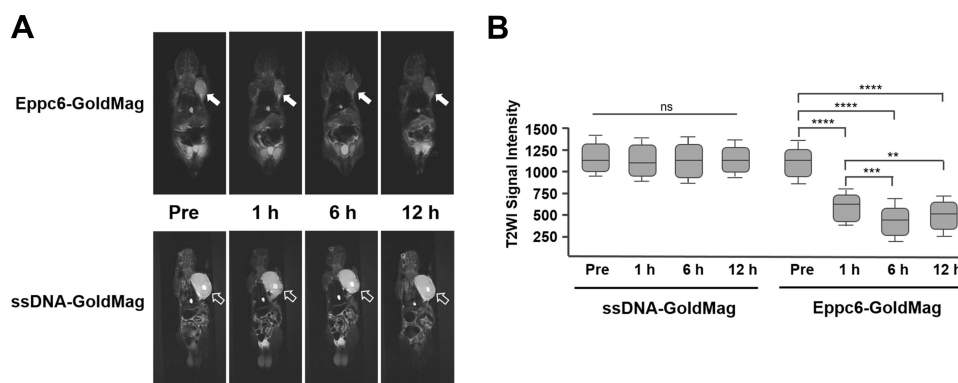 A
Eppc6-GoldMag
Pre 1 h 6 h 12 h
ssDNA-GoldMag
B
T2WI Signal Intensity
1500
1250
1000
750
500
250
ns
****
****
****
**
***
Pre 1 h 6 h 12 h Pre 1 h 6 h 12 h
ssDNA-GoldMag Eppc6-GoldMag